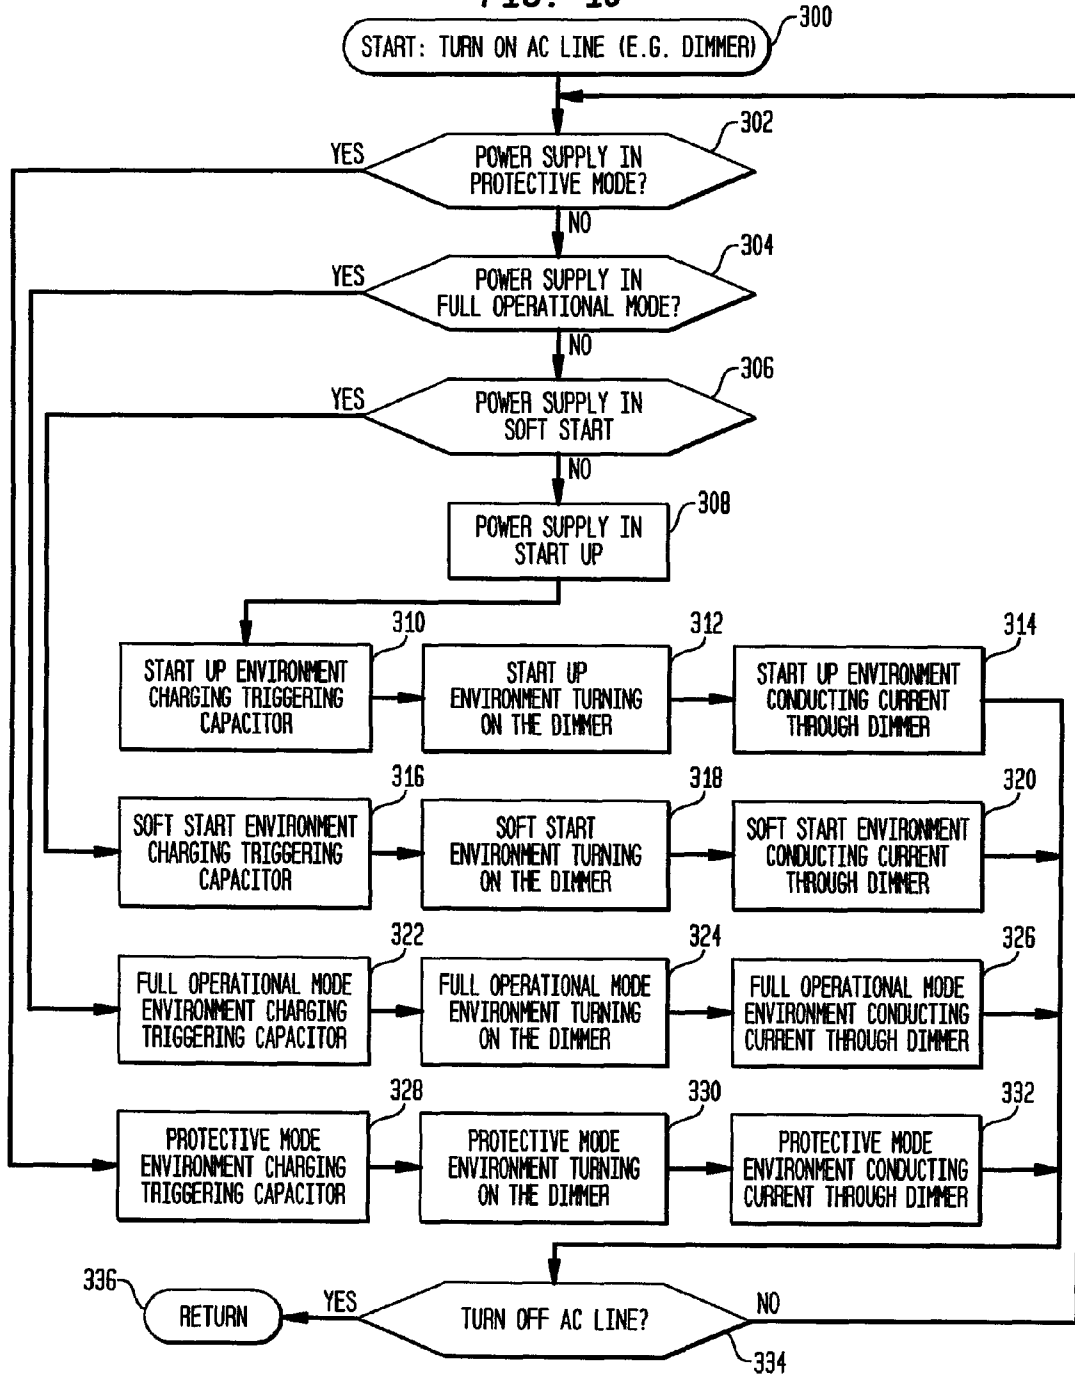 300
START: TURN ON AC LINE (E.G. DIMMER)
302
YES
POWER SUPPLY IN
PROTECTIVE MODE?
NO
304
YES
POWER SUPPLY IN
FULL OPERATIONAL MODE?
NO
306
YES
POWER SUPPLY IN
SOFT START
NO
308
POWER SUPPLY IN
START UP
310
START UP ENVIRONMENT
CHARGING TRIGGERING
CAPACITOR
312
START UP
ENVIRONMENT TURNING
ON THE DIMMER
314
START UP ENVIRONMENT
CONDUCTING CURRENT
THROUGH DIMMER
316
SOFT START ENVIRONMENT
CHARGING TRIGGERING
CAPACITOR
318
SOFT START
ENVIRONMENT TURNING
ON THE DIMMER
320
SOFT START ENVIRONMENT
CONDUCTING CURRENT
THROUGH DIMMER
322
FULL OPERATIONAL MODE
ENVIRONMENT CHARGING
TRIGGERING CAPACITOR
324
FULL OPERATIONAL MODE
ENVIRONMENT TURNING
ON THE DIMMER
326
FULL OPERATIONAL MODE
ENVIRONMENT CONDUCTING
CURRENT THROUGH DIMMER
328
PROTECTIVE MODE
ENVIRONMENT CHARGING
TRIGGERING CAPACITOR
330
PROTECTIVE MODE
ENVIRONMENT TURNING
ON THE DIMMER
332
PROTECTIVE MODE
ENVIRONMENT CONDUCTING
CURRENT THROUGH DIMMER
336
RETURN
YES
TURN OFF AC LINE?
NO
334